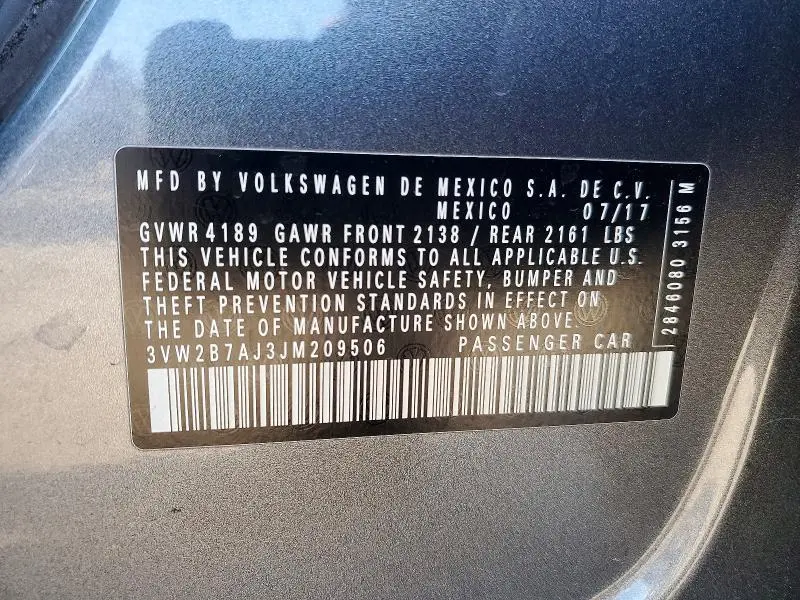 MFD BY VOLKSWAGEN DE MEXICO S.A. DE C.V.
MEXICO 07/17
GVWR 4189 GAWR FRONT 2138 / REAR 2161 LBS
THIS VEHICLE CONFORMS TO ALL APPLICABLE U.S.
FEDERAL MOTOR VEHICLE SAFETY, BUMPER AND
THEFT PREVENTION STANDARDS IN EFFECT ON
THE DATE OF MANUFACTURE SHOWN ABOVE.
3VW2B7AJ3JM209506 PASSENGER CAR
2846080 3156 M